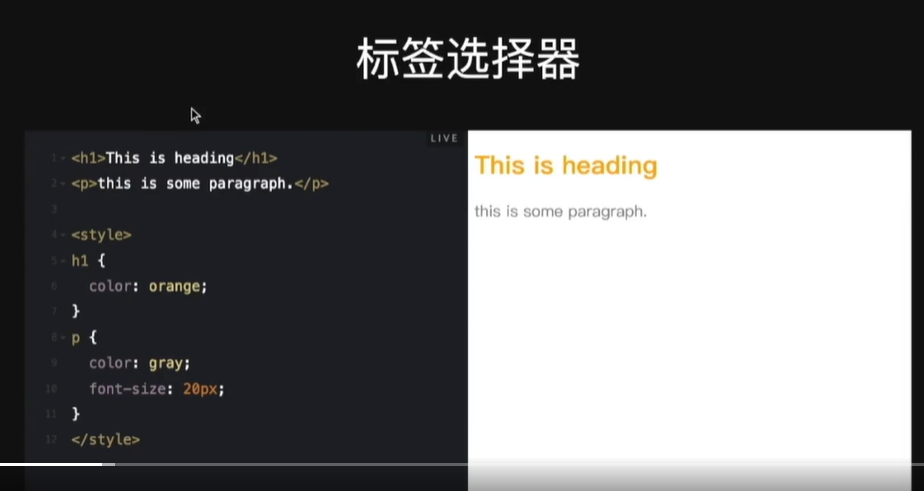 标签选择器
LIVE
1 <h1>This is heading</h1>
2 <p>this is some paragraph.</p>
3
4 <style>
5 h1 {
6 color: orange;
7 }
8 p {
9 color: gray;
10 font-size: 20px;
11 }
12 </style>
This is heading
this is some paragraph.